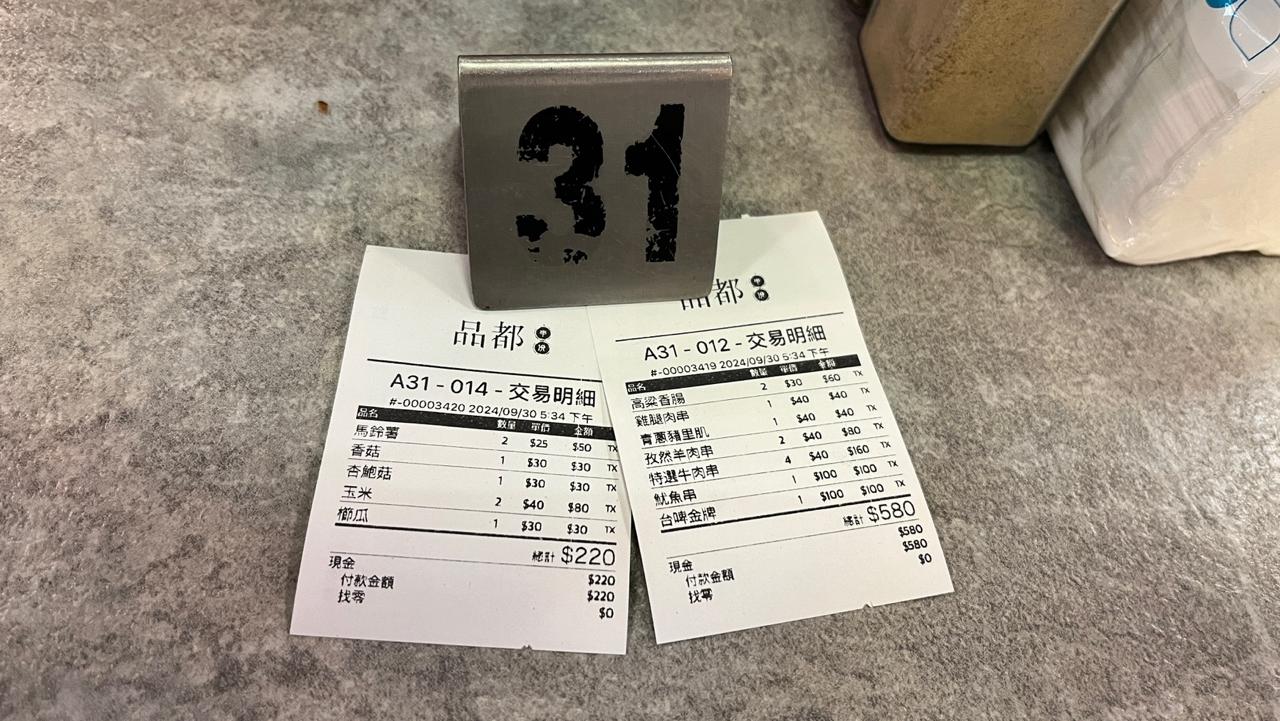 31
品都 串燒
A31 - 014 - 交易明細
#-00003420 2024/09/30 5:34 下午
品名 數量 單價 金額
馬鈴薯 2 $25 $50 TX
香菇 1 $30 $30 TX
杏鮑菇 1 $30 $30 TX
玉米 2 $40 $80 TX
櫛瓜 1 $30 $30 TX
總計 $220
現金 $220
付款金額 $220
找零 $0
品都
A31 - 012 - 交易明細
#-00003419 2024/09/30 5:34 下午
品名 數量 單價 金額
高粱香腸 2 $30 $60 TX
雞腿肉串 1 $40 $40 TX
青蔥豬里肌 1 $40 $40 TX
孜然羊肉串 2 $40 $80 TX
特選牛肉串 4 $40 $160 TX
魷魚串 1 $100 $100 TX
台啤金牌 1 $100 $100 TX
總計 $580
現金 $580
付款金額 $580
找零 $0